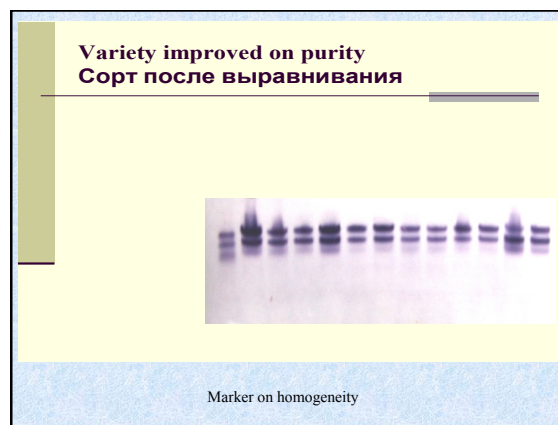 Variety improved on purity
Сорт после выравнивания
Marker on homogeneity